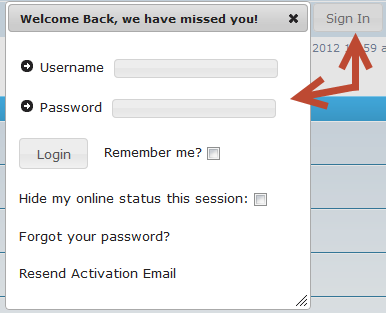 Welcome Back, we have missed you!
Sign In
2012
59 a
Username
Password
Login
Remember me?
Hide my online status this session:
Forgot your password?
Resend Activation Email